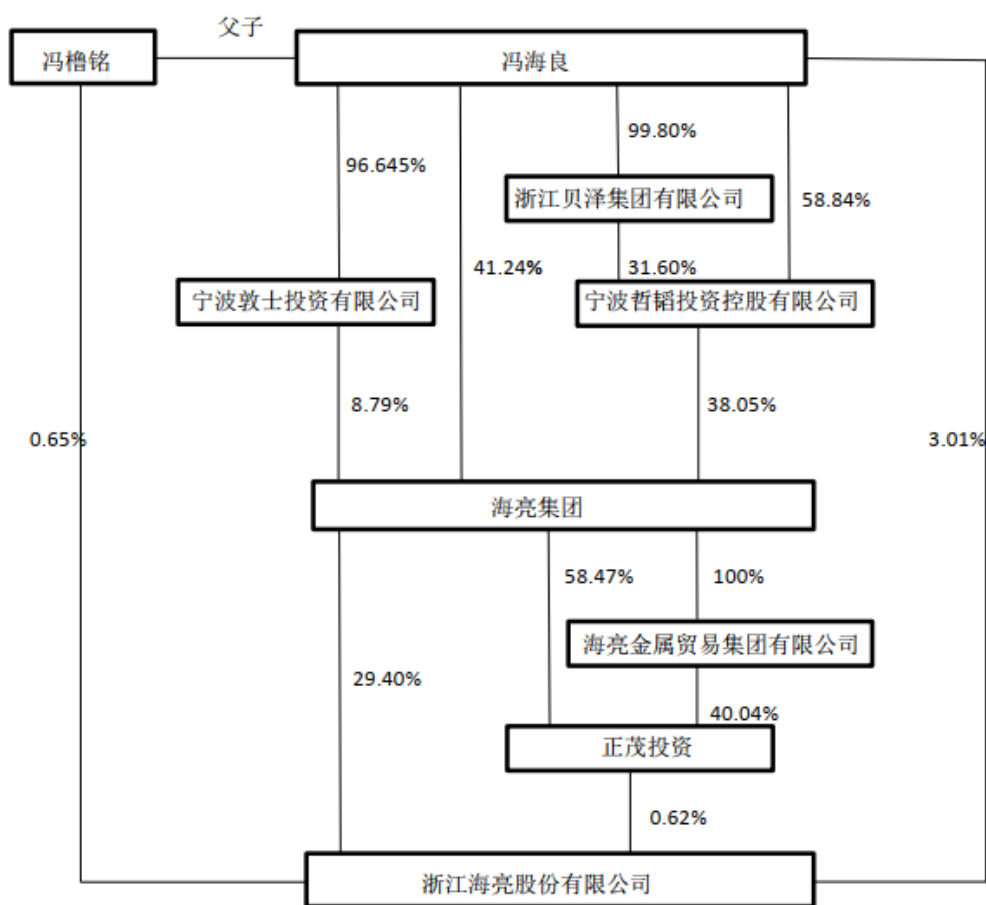 父子
冯橹铭
冯海良
99.80%
96.645%
浙江贝泽集团有限公司
58.84%
41.24%
31.60%
宁波敦士投资有限公司
宁波哲韬投资控股有限公司
8.79%
38.05%
0.65%
3.01%
海亮集团
58.47%
100%
海亮金属贸易集团有限公司
29.40%
40.04%
正茂投资
0.62%
浙江海亮股份有限公司